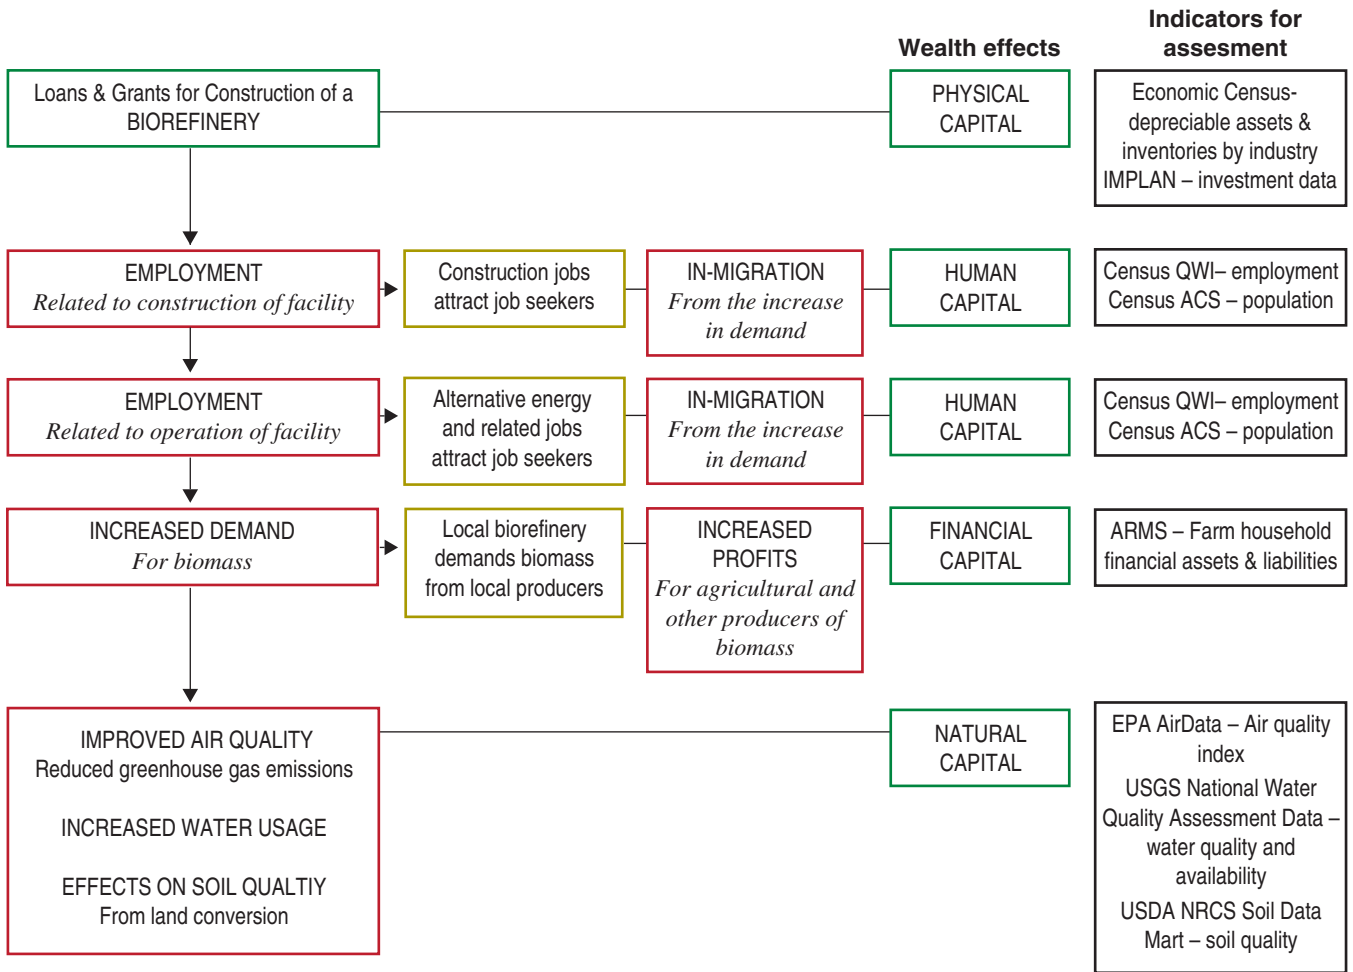 Wealth effects
Indicators for
assesment
Loans & Grants for Construction of a
BIOREFINERY
PHYSICAL
CAPITAL
Economic Census-
depreciable assets &
inventories by industry
IMPLAN – investment data
EMPLOYMENT
Related to construction of facility
Construction jobs
attract job seekers
IN-MIGRATION
From the increase
in demand
HUMAN
CAPITAL
Census QWI– employment
Census ACS – population
EMPLOYMENT
Related to operation of facility
Alternative energy
and related jobs
attract job seekers
IN-MIGRATION
From the increase
in demand
HUMAN
CAPITAL
Census QWI– employment
Census ACS – population
INCREASED DEMAND
For biomass
Local biorefinery
demands biomass
from local producers
INCREASED
PROFITS
For agricultural and
other producers of
biomass
FINANCIAL
CAPITAL
ARMS – Farm household
financial assets & liabilities
IMPROVED AIR QUALITY
Reduced greenhouse gas emissions
INCREASED WATER USAGE
EFFECTS ON SOIL QUALTIY
From land conversion
NATURAL
CAPITAL
EPA AirData – Air quality
index
USGS National Water
Quality Assessment Data –
water quality and
availability
USDA NRCS Soil Data
Mart – soil quality